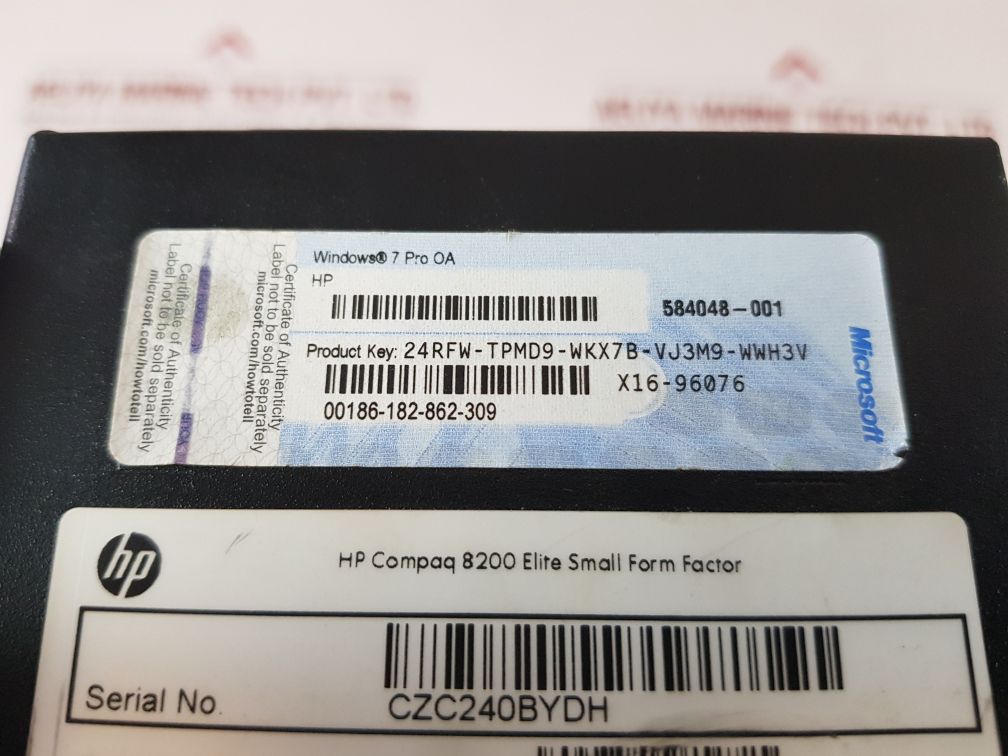 Certificate of Authenticity
Label not to be sold separately
microsoft.com/howtotell
Certificate of Authenticity
Label not to be sold separately
microsoft.com/howtotell
Windows® 7 Pro OA
HP
584048-001
Product Key: 24RFW-TPMD9-WKX7B-VJ3M9-WWH3V
X16-96076
00186-182-862-309
Microsoft
hp
HP Compaq 8200 Elite Small Form Factor
Serial No.
CZC240BYDH